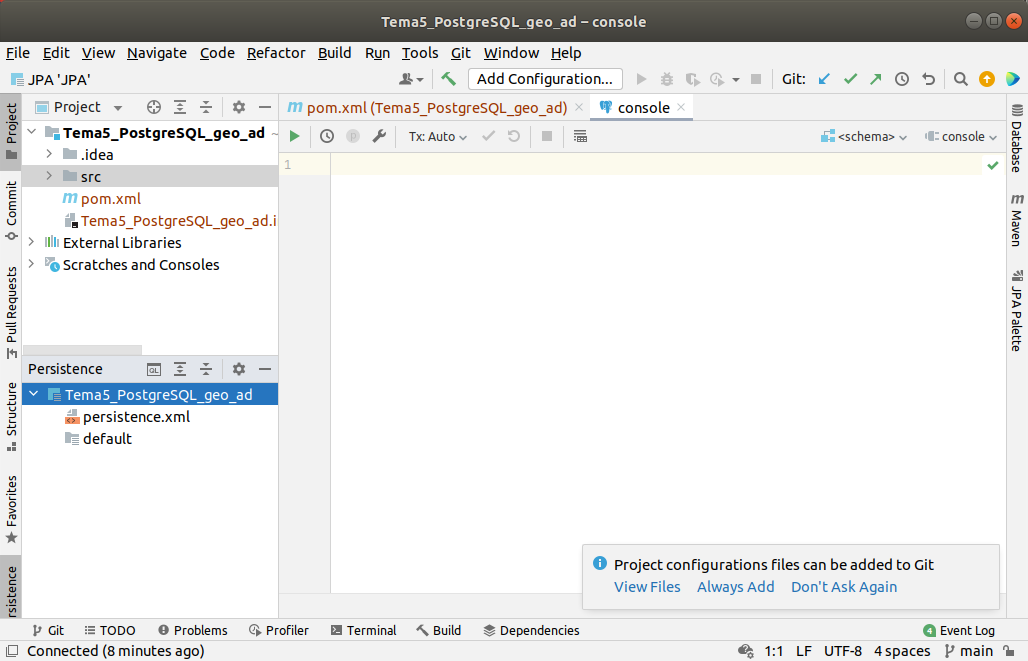 Tema5_PostgreSQL_geo_ad – console
File Edit View Navigate Code Refactor Build Run Tools Git Window Help
JPA 'JPA' Add Configuration... Git:
Project
pom.xml (Tema5_PostgreSQL_geo_ad) console
Tx: Auto <schema> console
1
Tema5_PostgreSQL_geo_ad ~
.idea
src
pom.xml
Tema5_PostgreSQL_geo_ad.i
External Libraries
Scratches and Consoles
Persistence
Tema5_PostgreSQL_geo_ad
persistence.xml
default
Project
Commit
Pull Requests
Structure
Favorites
rsistence
Database
Maven
JPA Palette
Project configurations files can be added to Git
View Files Always Add Don't Ask Again
Git TODO Problems Profiler Terminal Build Dependencies 4 Event Log
Connected (8 minutes ago) 1:1 LF UTF-8 4 spaces main